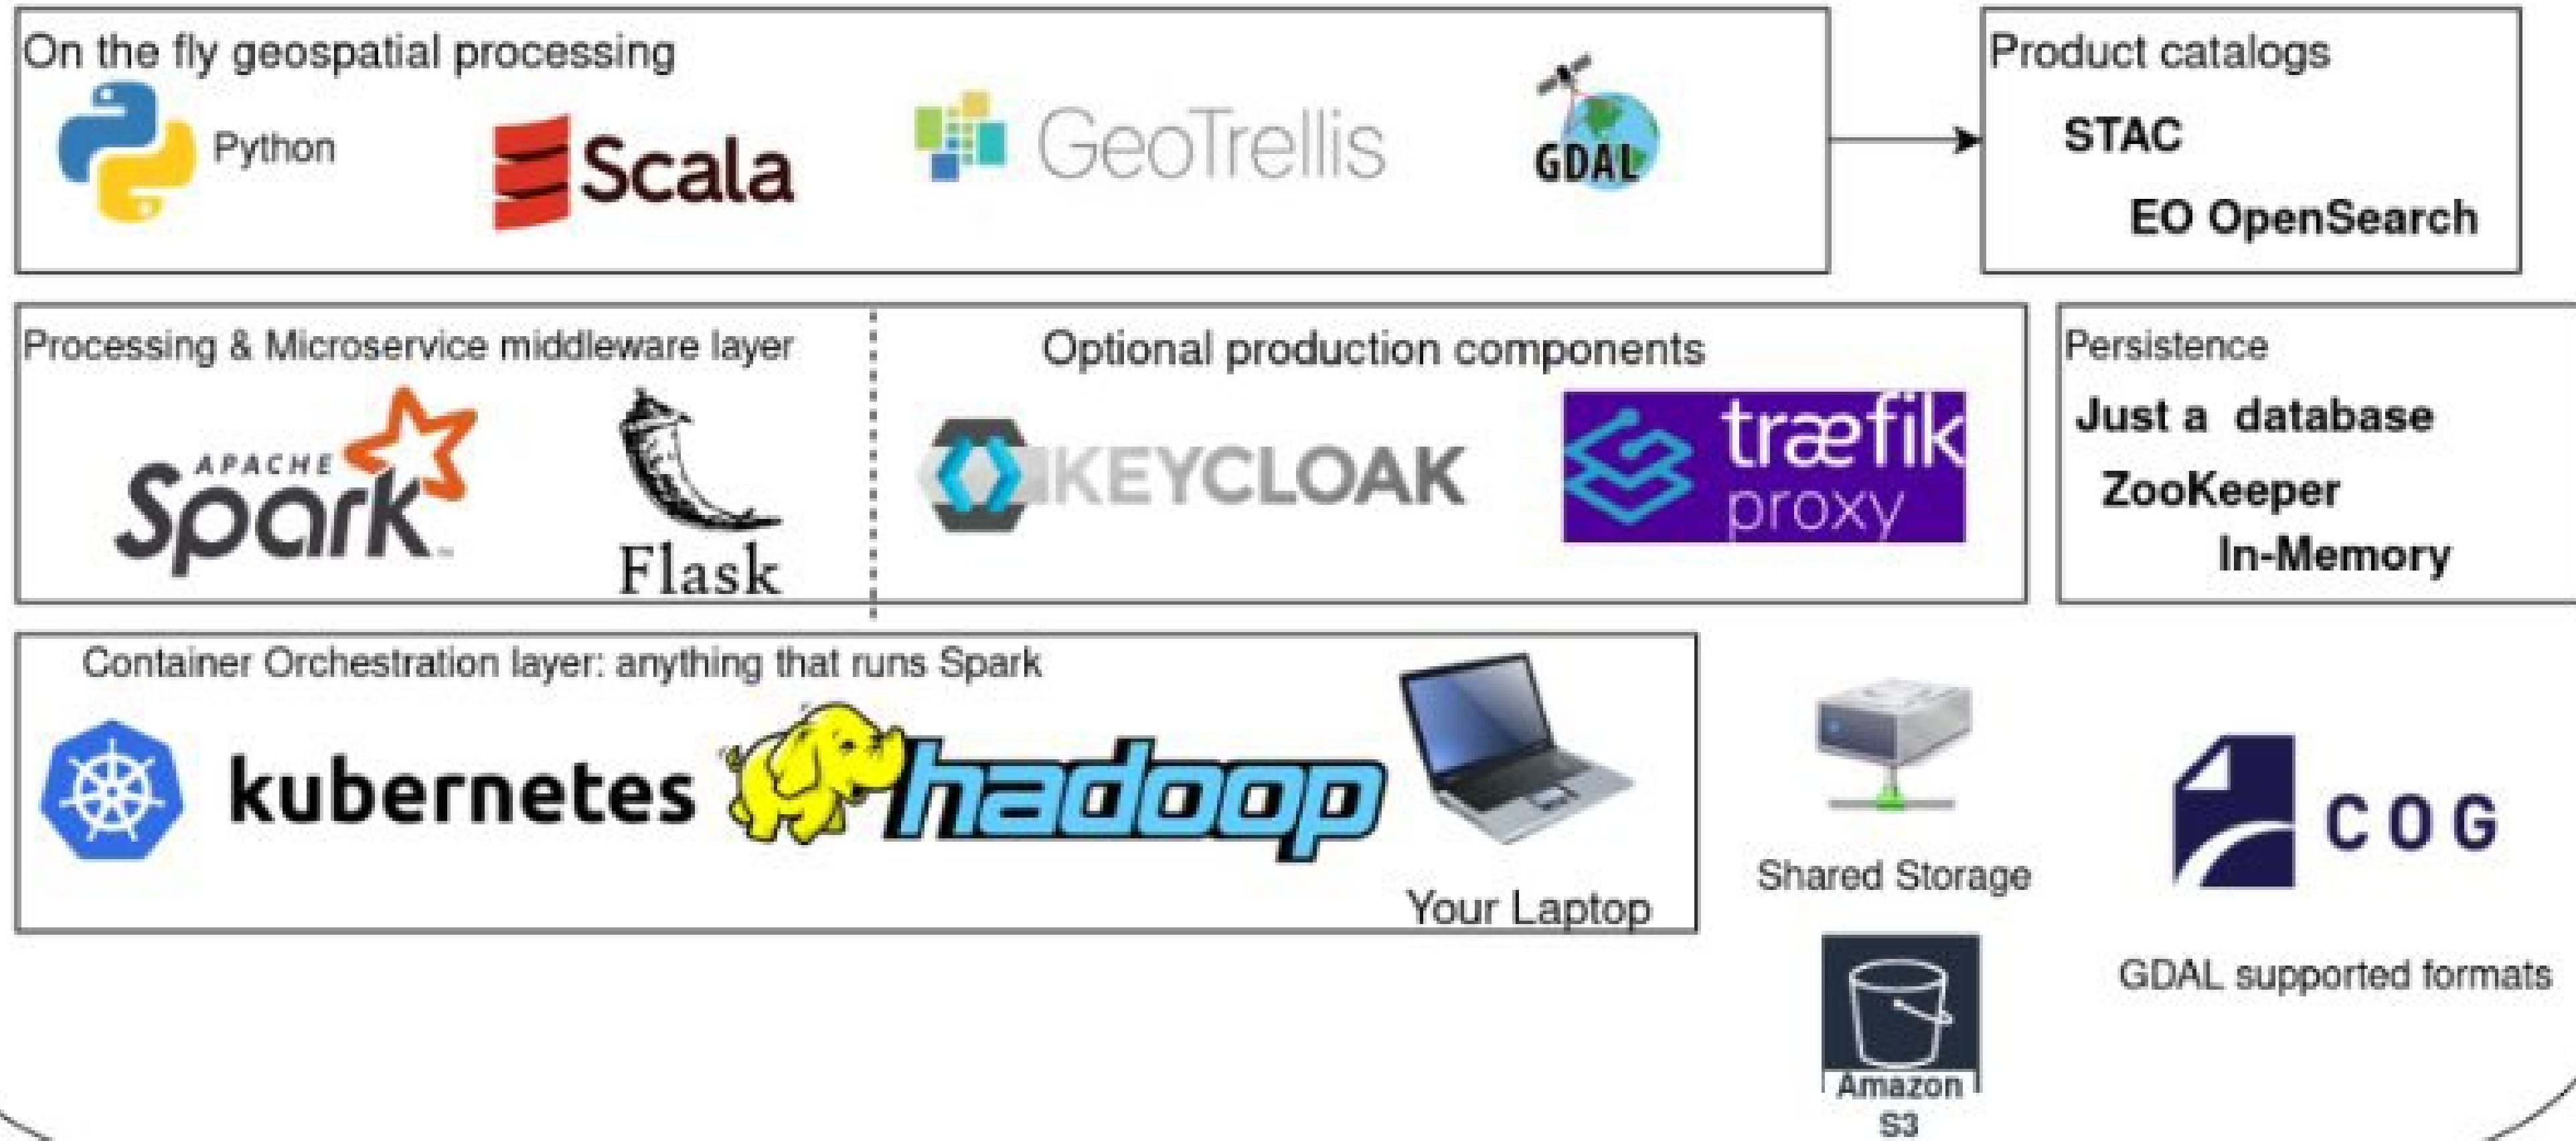 On the fly geospatial processing
Python
Scala
GeoTrellis
GDAL
Product catalogs
STAC
EO OpenSearch
Processing & Microservice middleware layer
APACHE
Spark
Flask
Optional production components
KEYCLOAK
træfik
proxy
Persistence
Just a database
ZooKeeper
In-Memory
Container Orchestration layer: anything that runs Spark
kubernetes
hadoop
Your Laptop
Shared Storage
COG
GDAL supported formats
Amazon
S3